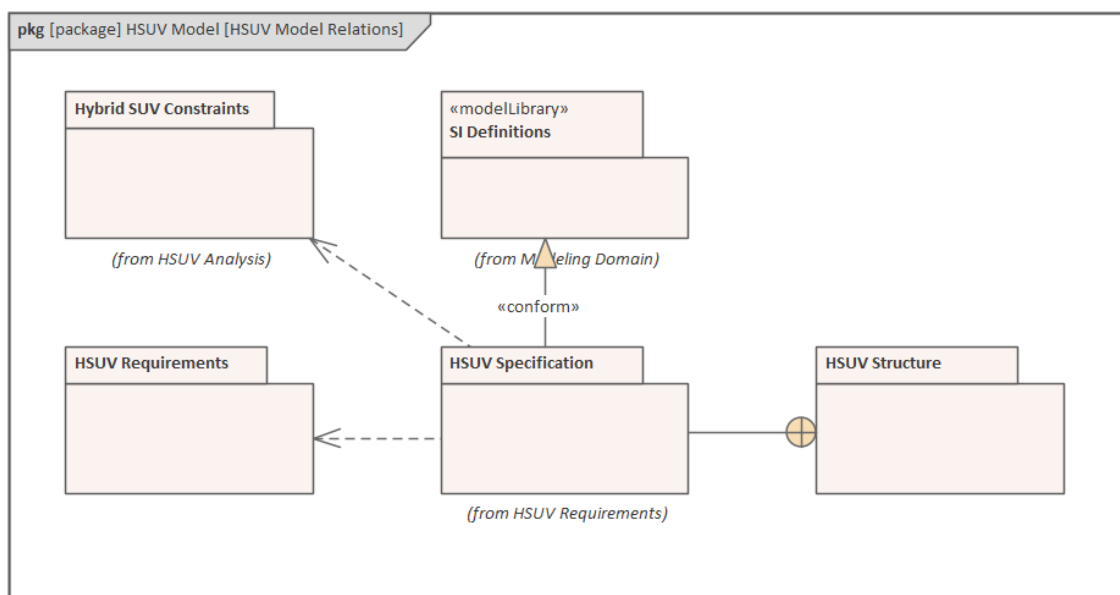 pkg [package] HSUV Model [HSUV Model Relations]
Hybrid SUV Constraints
«modelLibrary»
SI Definitions
(from HSUV Analysis)
(from Modeling Domain)
«conform»
HSUV Requirements
HSUV Specification
HSUV Structure
(from HSUV Requirements)